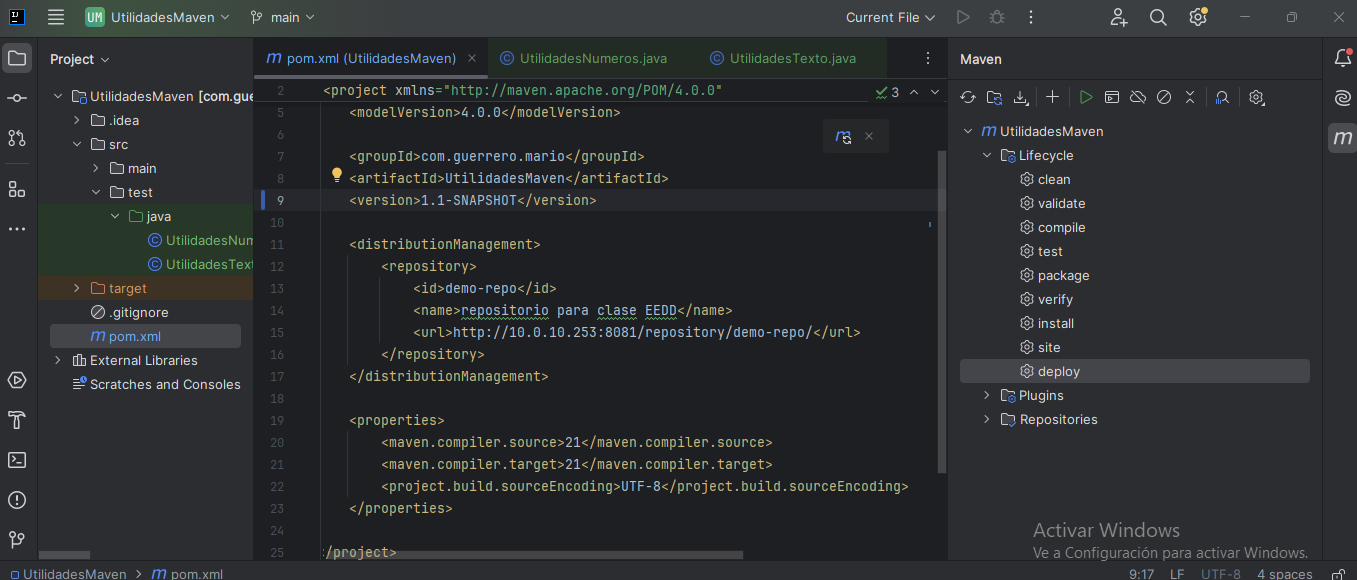 UM UtilidadesMaven main Current File
Project
UtilidadesMaven [com.gue
.idea
src
main
test
java
UtilidadesNum
UtilidadesText
target
.gitignore
pom.xml
External Libraries
Scratches and Consoles
pom.xml (UtilidadesMaven) UtilidadesNumeros.java UtilidadesTexto.java
2 <project xmlns="http://maven.apache.org/POM/4.0.0"
3
5 <modelVersion>4.0.0</modelVersion>
6
7 <groupId>com.guerrero.mario</groupId>
8 <artifactId>UtilidadesMaven</artifactId>
9 <version>1.1-SNAPSHOT</version>
10
11 <distributionManagement>
12 <repository>
13 <id>demo-repo</id>
14 <name>repositorio para clase EEDD</name>
15 <url>http://10.0.10.253:8081/repository/demo-repo/</url>
16 </repository>
17 </distributionManagement>
18
19 <properties>
20 <maven.compiler.source>21</maven.compiler.source>
21 <maven.compiler.target>21</maven.compiler.target>
22 <project.build.sourceEncoding>UTF-8</project.build.sourceEncoding>
23 </properties>
24
25 /project>
Maven
UtilidadesMaven
Lifecycle
clean
validate
compile
test
package
verify
install
site
deploy
Plugins
Repositories
Activar Windows
Ve a Configuración para activar Windows.
UtilidadesMaven > pom.xml
9:17 LF UTF-8 4 spaces